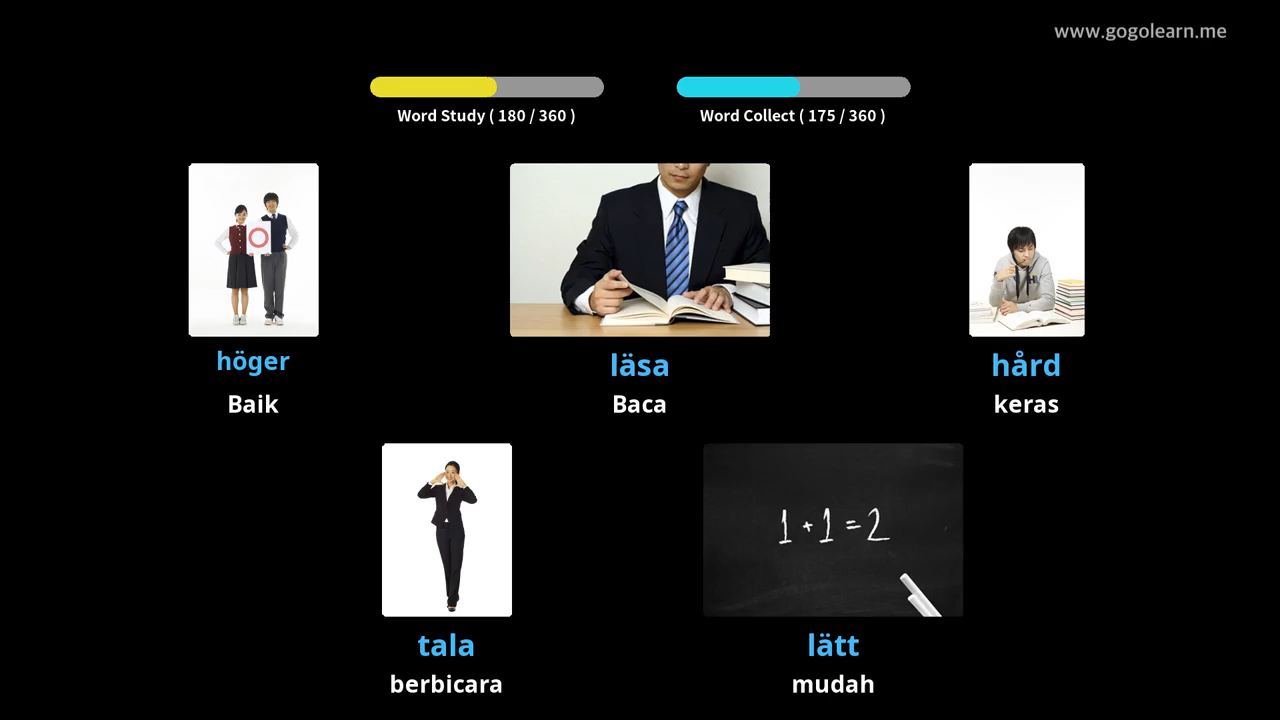 www.gogolearn.me
Word Study ( 180 / 360 )
Word Collect ( 175 / 360 )
höger
läsa
hård
Baik
Baca
keras
1 + 1 = 2
tala
lätt
berbicara
mudah